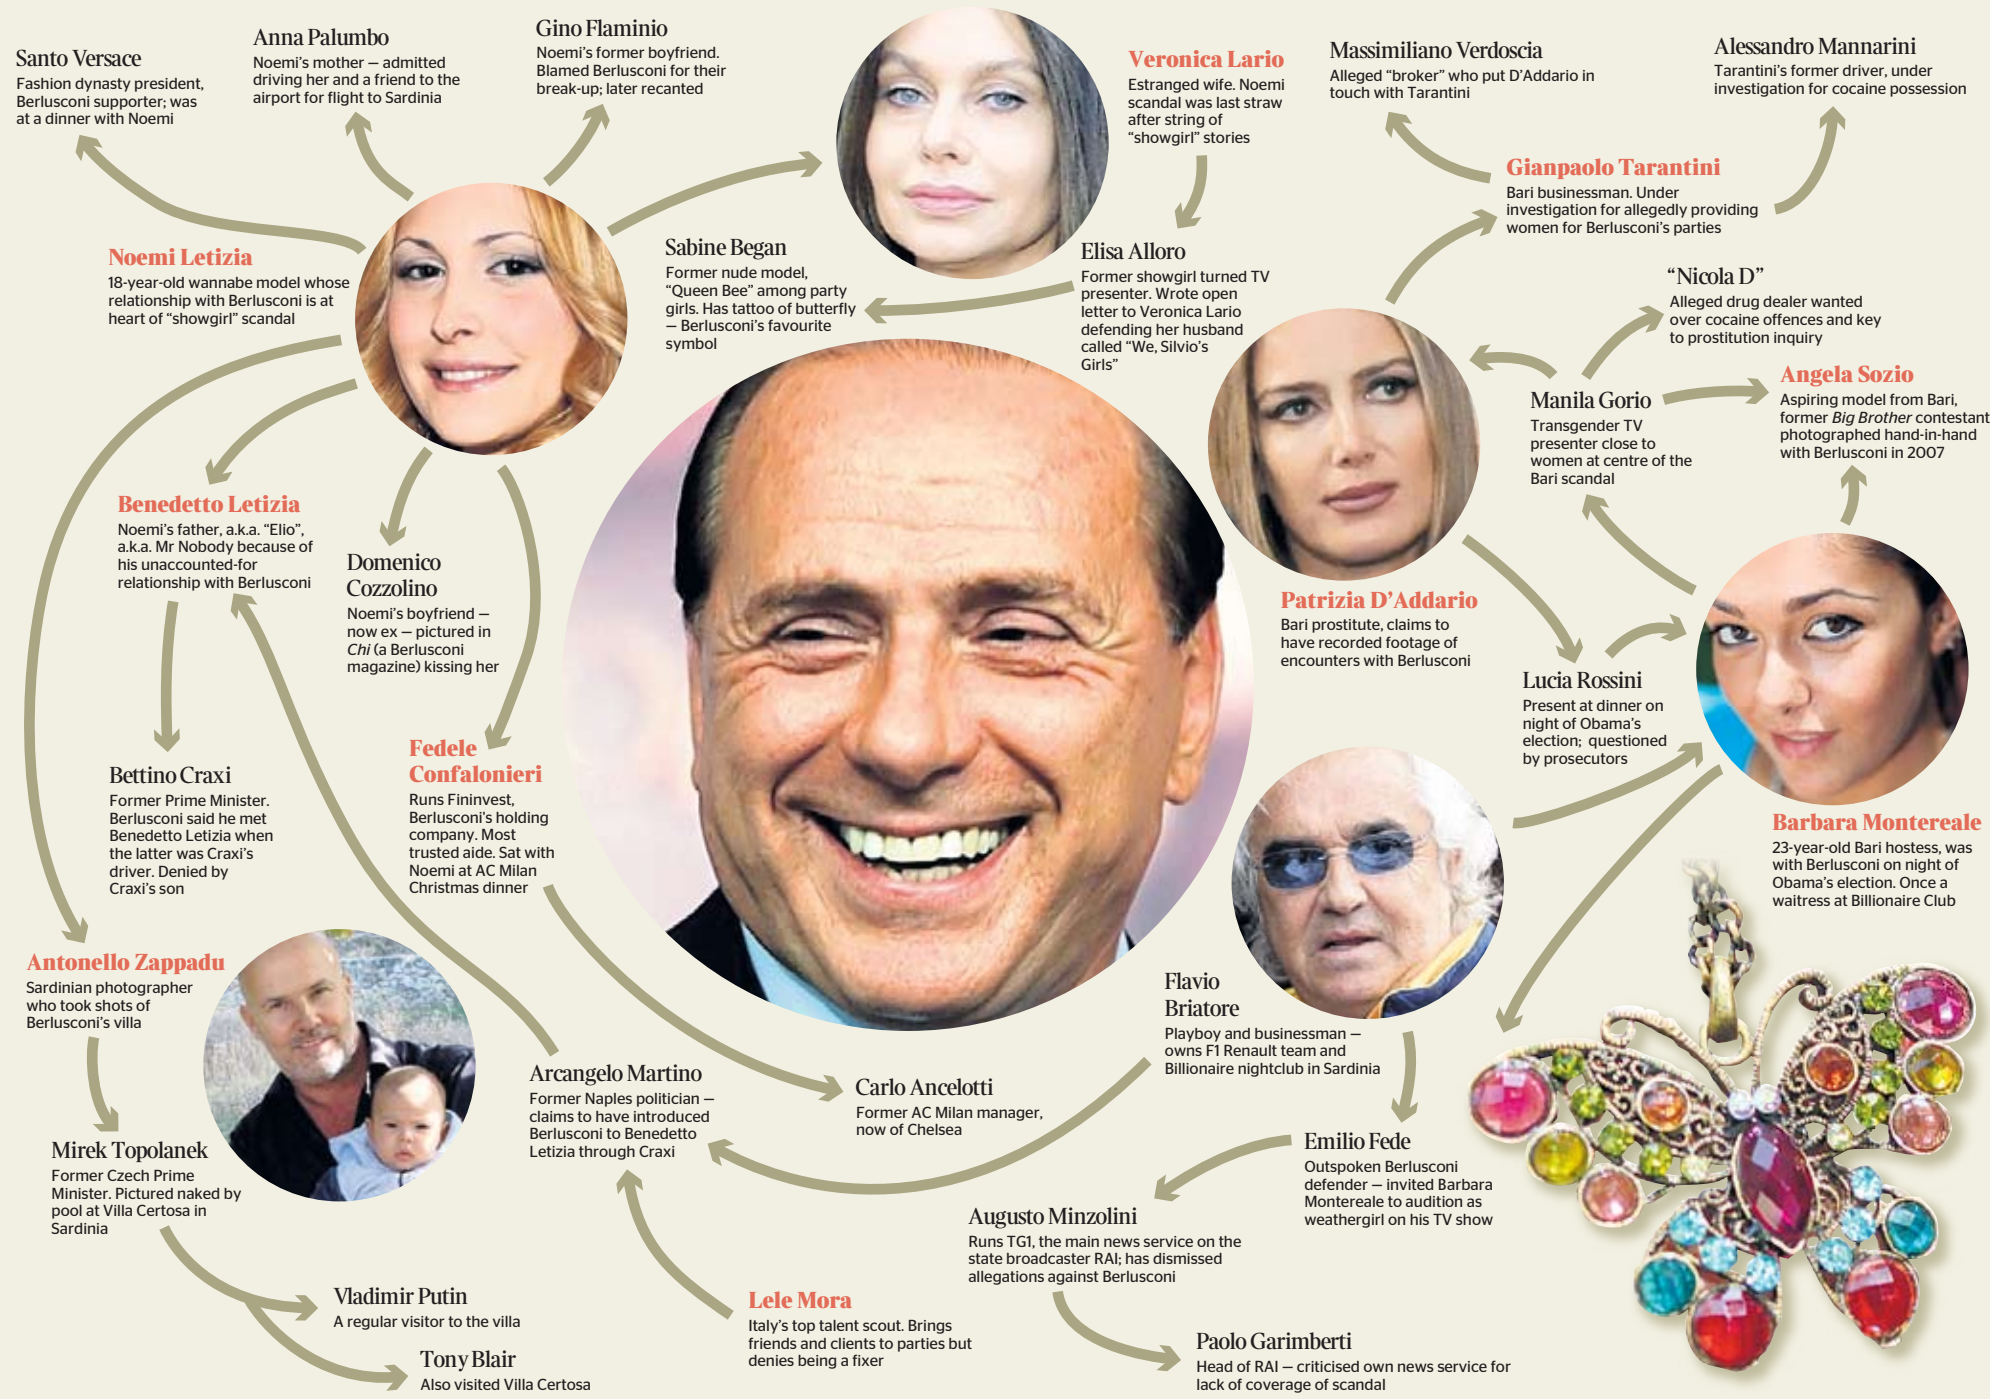 Santo Versace
Fashion dynasty president,
Berlusconi supporter; was
at a dinner with Noemi
Anna Palumbo
Noemi's mother – admitted
driving her and a friend to the
airport for flight to Sardinia
Gino Flaminio
Noemi's former boyfriend.
Blamed Berlusconi for their
break-up; later recanted
Veronica Lario
Estranged wife. Noemi
scandal was last straw
after string of
“showgirl” stories
Massimiliano Verdoscia
Alleged “broker” who put D’Addario in
touch with Tarantini
Alessandro Mannarini
Tarantini’s former driver, under
investigation for cocaine possession
Gianpaolo Tarantini
Bari businessman. Under
investigation for allegedly providing
women for Berlusconi’s parties
Noemi Letizia
18-year-old wannabe model whose
relationship with Berlusconi is at
heart of “showgirl” scandal
Sabine Began
Former nude model,
“Queen Bee” among party
girls. Has tattoo of butterfly
– Berlusconi’s favourite
symbol
Elisa Alloro
Former showgirl turned TV
presenter. Wrote open
letter to Veronica Lario
defending her husband
called “We, Silvio’s
Girls”
“Nicola D”
Alleged drug dealer wanted
over cocaine offences and key
to prostitution inquiry
Angela Sozio
Aspiring model from Bari,
former Big Brother contestant
photographed hand-in-hand
with Berlusconi in 2007
Manila Gorio
Transgender TV
presenter close to
women at centre of the
Bari scandal
Benedetto Letizia
Noemi’s father, a.k.a. “Elio”,
a.k.a. Mr Nobody because of
his unaccounted-for
relationship with Berlusconi
Domenico
Cozzolino
Noemi’s boyfriend –
now ex – pictured in
Chi (a Berlusconi
magazine) kissing her
Patrizia D’Addario
Bari prostitute, claims to
have recorded footage of
encounters with Berlusconi
Lucia Rossini
Present at dinner on
night of Obama’s
election; questioned
by prosecutors
Fedele
Confalonieri
Runs Fininvest,
Berlusconi’s holding
company. Most
trusted aide. Sat with
Noemi at AC Milan
Christmas dinner
Bettino Craxi
Former Prime Minister.
Berlusconi said he met
Benedetto Letizia when
the latter was Craxi’s
driver. Denied by
Craxi’s son
Barbara Montereale
23-year-old Bari hostess, was
with Berlusconi on night of
Obama’s election. Once a
waitress at Billionaire Club
Antonello Zappadu
Sardinian photographer
who took shots of
Berlusconi’s villa
Flavio
Briatore
Playboy and businessman –
owns F1 Renault team and
Billionaire nightclub in Sardinia
Arcangelo Martino
Former Naples politician –
claims to have introduced
Berlusconi to Benedetto
Letizia through Craxi
Carlo Ancelotti
Former AC Milan manager,
now of Chelsea
Mirek Topolanek
Former Czech Prime
Minister. Pictured naked by
pool at Villa Certosa in
Sardinia
Emilio Fede
Outspoken Berlusconi
defender – invited Barbara
Montereale to audition as
weathergirl on his TV show
Augusto Minzolini
Runs TG1, the main news service on the
state broadcaster RAI; has dismissed
allegations against Berlusconi
Vladimir Putin
A regular visitor to the villa
Lele Mora
Italy’s top talent scout. Brings
friends and clients to parties but
denies being a fixer
Tony Blair
Also visited Villa Certosa
Paolo Garimberti
Head of RAI – criticised own news service for
lack of coverage of scandal